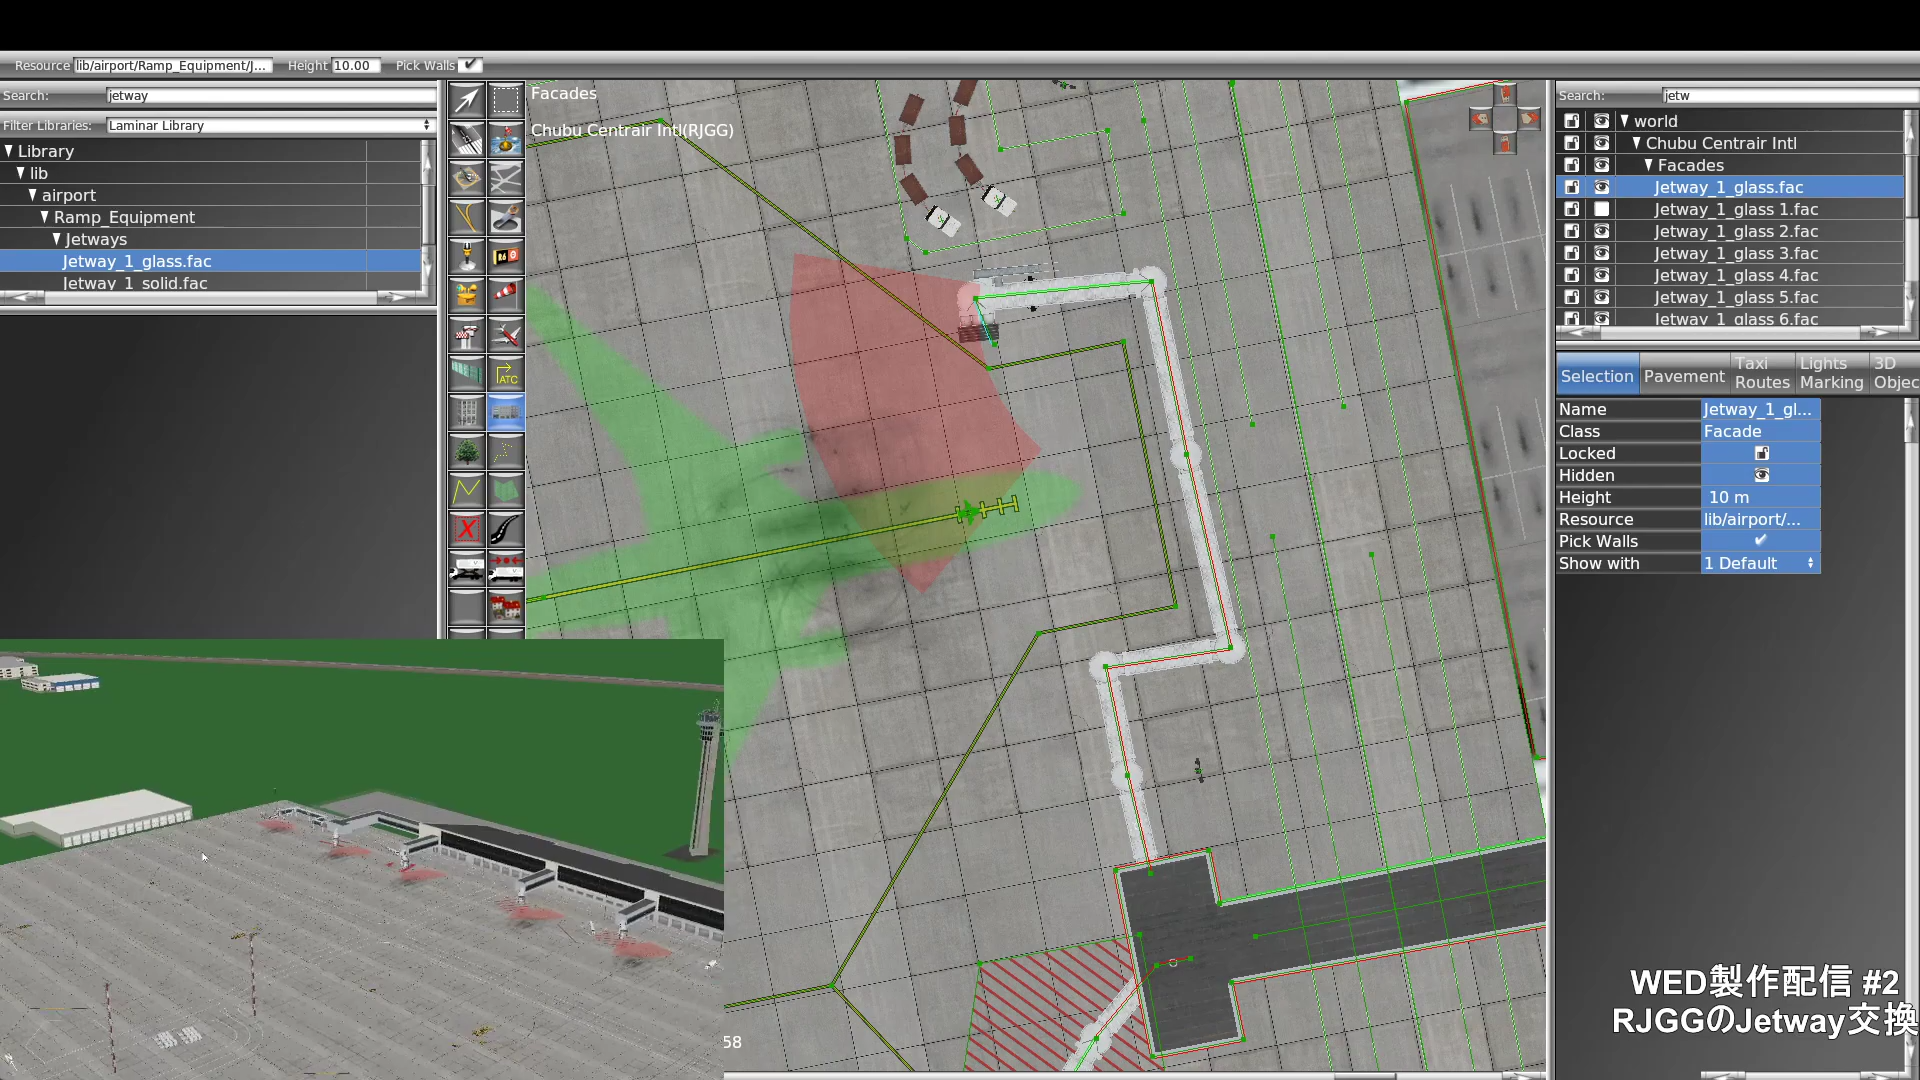 Resource lib/airport/Ramp_Equipment/J... Height 10.00 Pick Walls
Search: jetway
Filter Libraries: Laminar Library
Library
lib
airport
Ramp_Equipment
Jetways
Jetway_1_glass.fac
Jetway_1_solid.fac
Facades
Chubu Centrair Intl(RJGG)
ATC
58
Search: jetw
world
Chubu Centrair Intl
Facades
Jetway_1_glass.fac
Jetway_1_glass 1.fac
Jetway_1_glass 2.fac
Jetway_1_glass 3.fac
Jetway_1_glass 4.fac
Jetway_1_glass 5.fac
Jetway_1_glass 6.fac
Selection Pavement Taxi Routes Lights Marking 3D Objec
Name Jetway_1_gl...
Class Facade
Locked
Hidden
Height 10 m
Resource lib/airport/...
Pick Walls
Show with 1 Default
WED製作配信 #2
RJGGのJetway交換